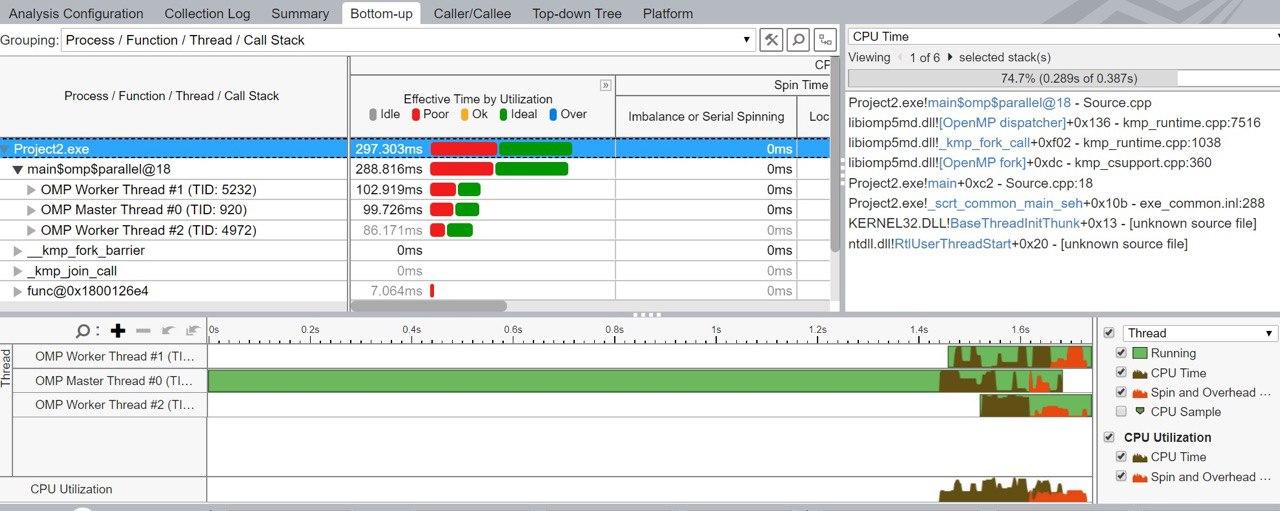 Analysis Configuration Collection Log Summary Bottom-up Caller/Callee Top-down Tree Platform
Grouping: Process / Function / Thread / Call Stack
Process / Function / Thread / Call Stack
CP
Spin Time
Effective Time by Utilization
Idle Poor Ok Ideal Over
Imbalance or Serial Spinning
Loc
Project2.exe 297.303ms 0ms
main$omp$parallel@18 288.816ms 0ms
OMP Worker Thread #1 (TID: 5232) 102.919ms 0ms
OMP Master Thread #0 (TID: 920) 99.726ms 0ms
OMP Worker Thread #2 (TID: 4972) 86.171ms 0ms
__kmp_fork_barrier 0ms 0ms
_kmp_join_call 0ms 0ms
func@0x1800126e4 7.064ms 0ms
CPU Time
Viewing 1 of 6 selected stack(s)
74.7% (0.289s of 0.387s)
Project2.exe!main$omp$parallel@18 - Source.cpp
libiomp5md.dll![OpenMP dispatcher]+0x136 - kmp_runtime.cpp:7516
libiomp5md.dll!_kmp_fork_call+0xf02 - kmp_runtime.cpp:1038
libiomp5md.dll![OpenMP fork]+0xdc - kmp_csupport.cpp:360
Project2.exe!main+0xc2 - Source.cpp:18
Project2.exe!_scrt_common_main_seh+0x10b - exe_common.inl:288
KERNEL32.DLL!BaseThreadInitThunk+0x13 - [unknown source file]
ntdll.dll!RtlUserThreadStart+0x20 - [unknown source file]
0s 0.2s 0.4s 0.6s 0.8s 1s 1.2s 1.4s 1.6s
Thread
OMP Worker Thread #1 (TI...
OMP Master Thread #0 (TI...
OMP Worker Thread #2 (TI...
CPU Utilization
Thread
Running
CPU Time
Spin and Overhead ...
CPU Sample
CPU Utilization
CPU Time
Spin and Overhead ...